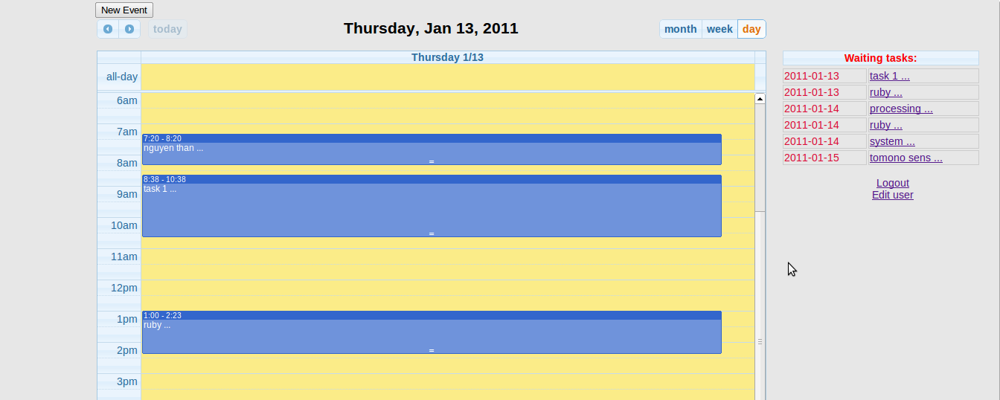 New Event
today
Thursday, Jan 13, 2011
month week day
Thursday 1/13
all-day
6am
7am
7:20 - 8:20
nguyen than ...
8am
8:38 - 10:38
task 1 ...
9am
10am
11am
12pm
1pm
1:00 - 2:23
ruby ...
2pm
3pm
Waiting tasks:
2011-01-13 task 1 ...
2011-01-13 ruby ...
2011-01-14 processing ...
2011-01-14 ruby ...
2011-01-14 system ...
2011-01-15 tomono sens ...
Logout
Edit user